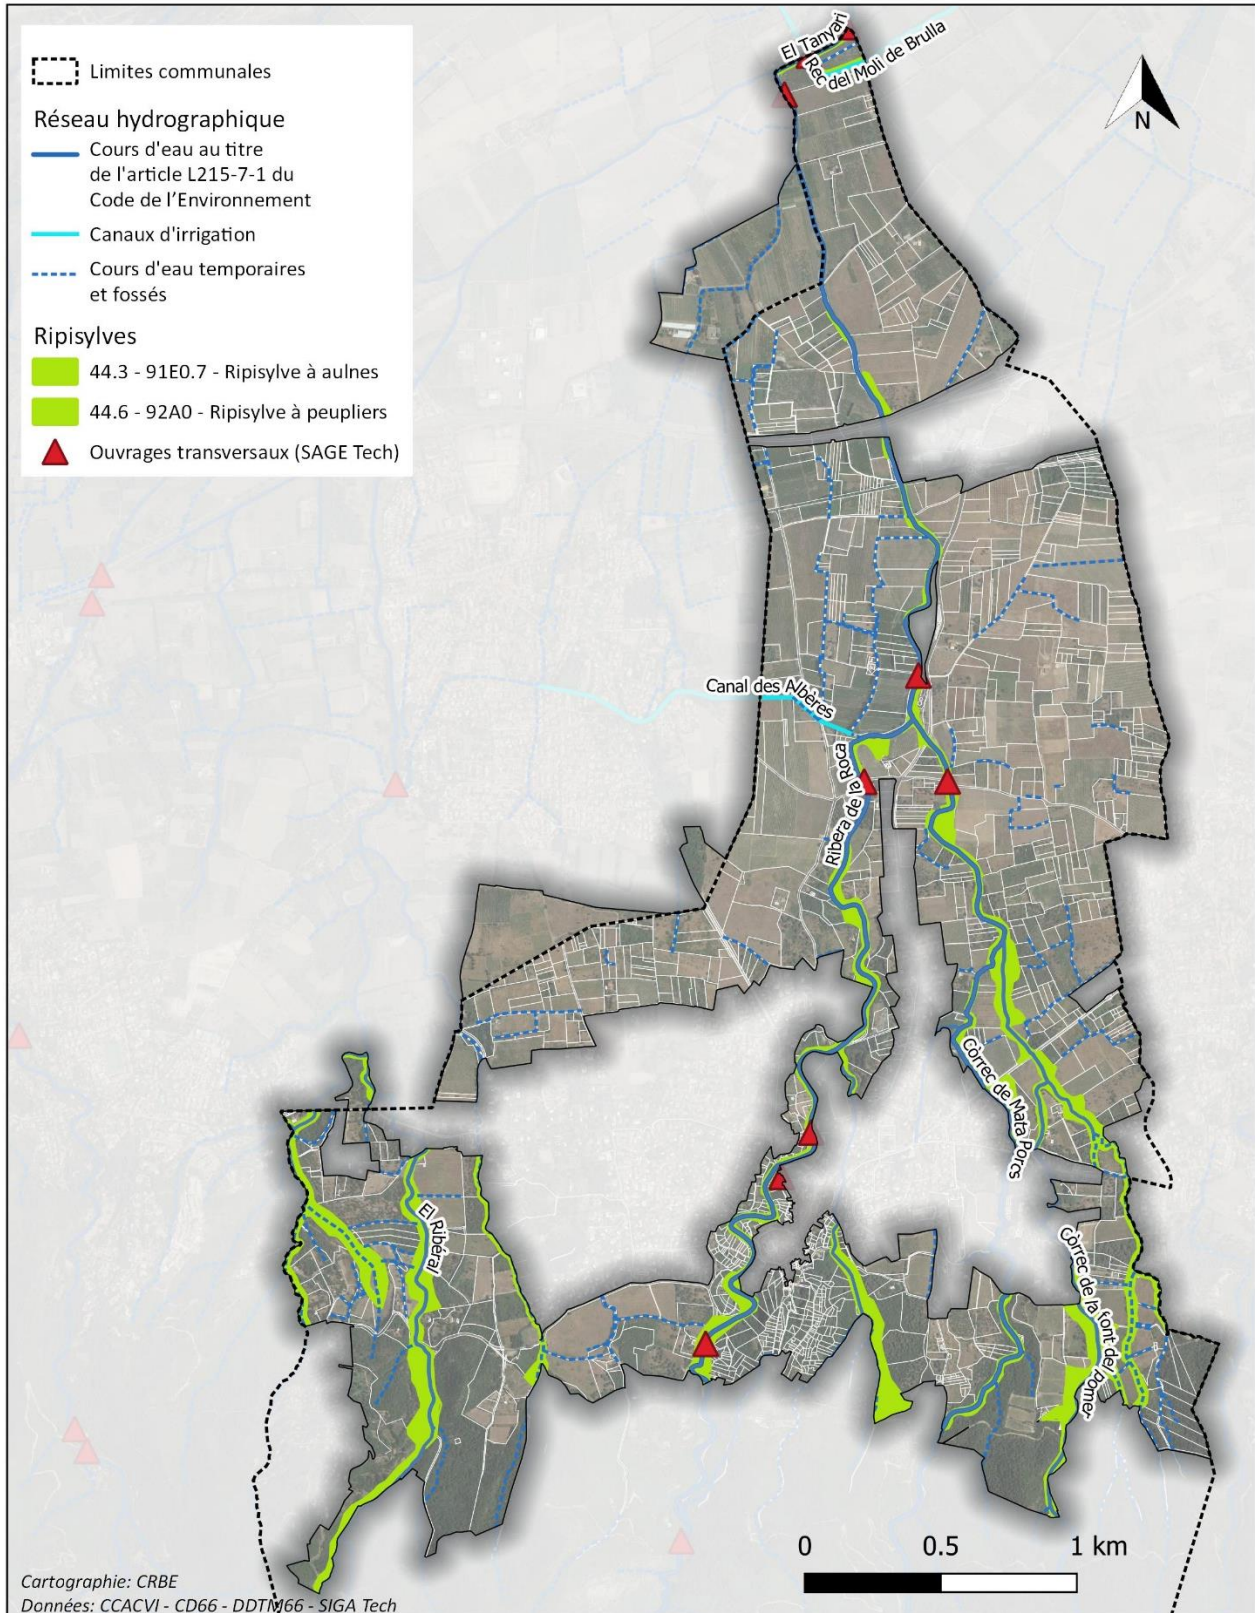 Limites communales
Réseau hydrographique
Cours d'eau au titre
de l'article L215-7-1 du
Code de l'Environnement
Canaux d'irrigation
Cours d'eau temporaires
et fossés
Ripisylves
44.3 - 91E0.7 - Ripisylve à aulnes
44.6 - 92A0 - Ripisylve à peupliers
Ouvrages transversaux (SAGE Tech)
El Tanyari
Rec del Moli de Brulla
N
Canal des Albères
Ribera de la Roca
Còrrec de Mata Porcs
El Ribéral
Còrrec de la font del pomer
0 0.5 1 km
Cartographie: CRBE
Données: CCACVI - CD66 - DDTM66 - SIGA Tech